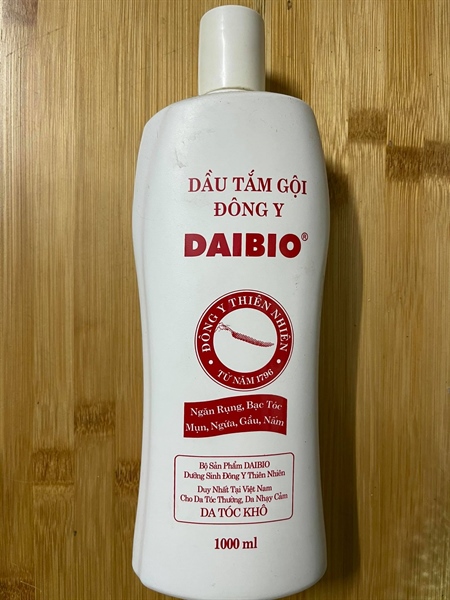 DẦU TẮM GỘI
ĐÔNG Y
DAIBIO®
ĐÔNG Y THIÊN NHIÊN
TỪ NĂM 1796
Ngăn Rụng, Bạc Tóc
Mụn, Ngứa, Gầu, Nấm
Bộ Sản Phẩm DAIBIO
Dưỡng Sinh Đông Y Thiên Nhiên
Duy Nhất Tại Việt Nam
Cho Da Tóc Thường, Da Nhạy Cảm
DA TÓC KHÔ
1000 ml